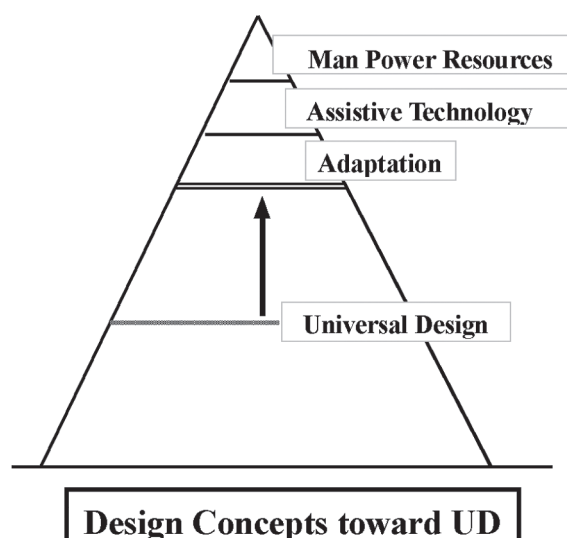 Man Power Resources
Assistive Technology
Adaptation
Universal Design
Design Concepts toward UD